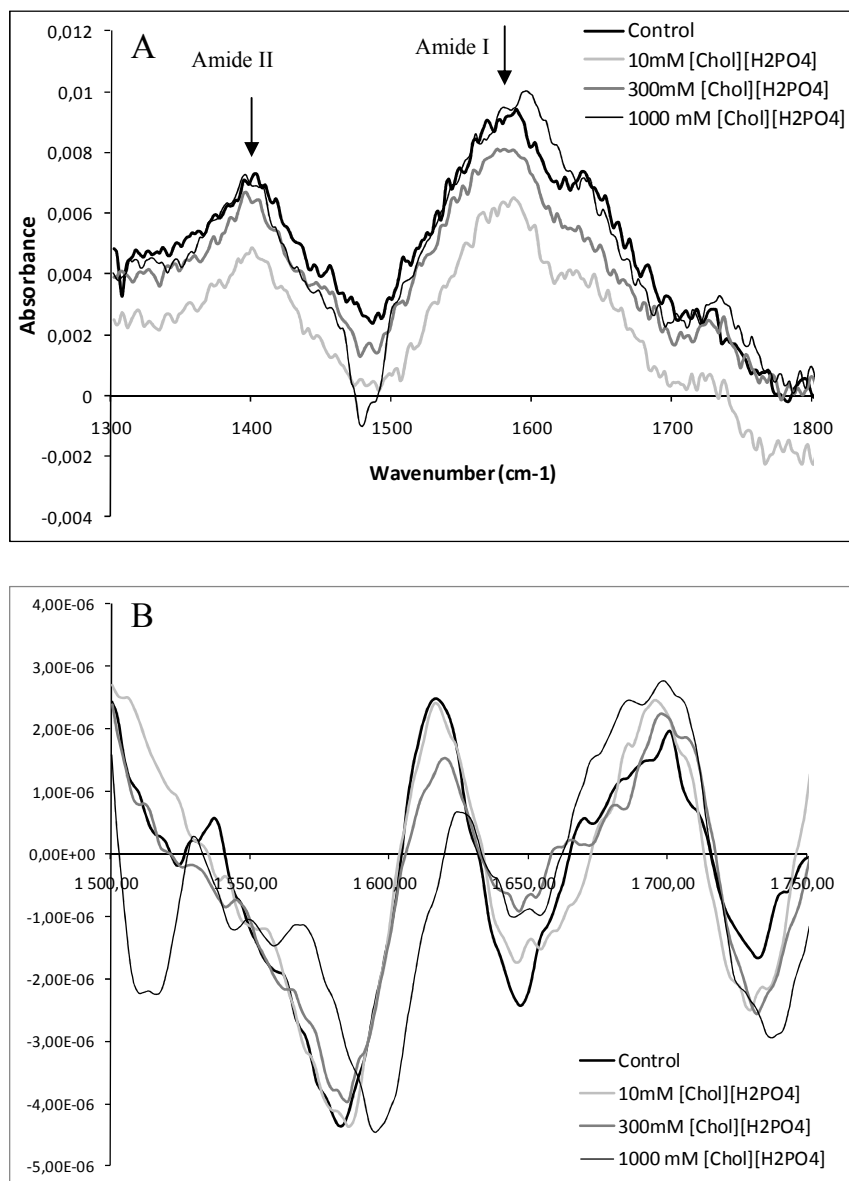 A
Amide II
Amide I
Control
10mM [Chol][H2PO4]
300mM [Chol][H2PO4]
1000 mM [Chol][H2PO4]
0,012
0,01
0,008
0,006
0,004
0,002
0
-0,002
-0,004
Absorbance
1300
1400
1500
1600
1700
1800
Wavenumber (cm-1)
B
4,00E-06
3,00E-06
2,00E-06
1,00E-06
0,00E+00
-1,00E-06
-2,00E-06
-3,00E-06
-4,00E-06
-5,00E-06
1.500,00
1.550,00
1.600,00
1.650,00
1.700,00
1.750,00
Control
10mM [Chol][H2PO4]
300mM [Chol][H2PO4]
1000 mM [Chol][H2PO4]